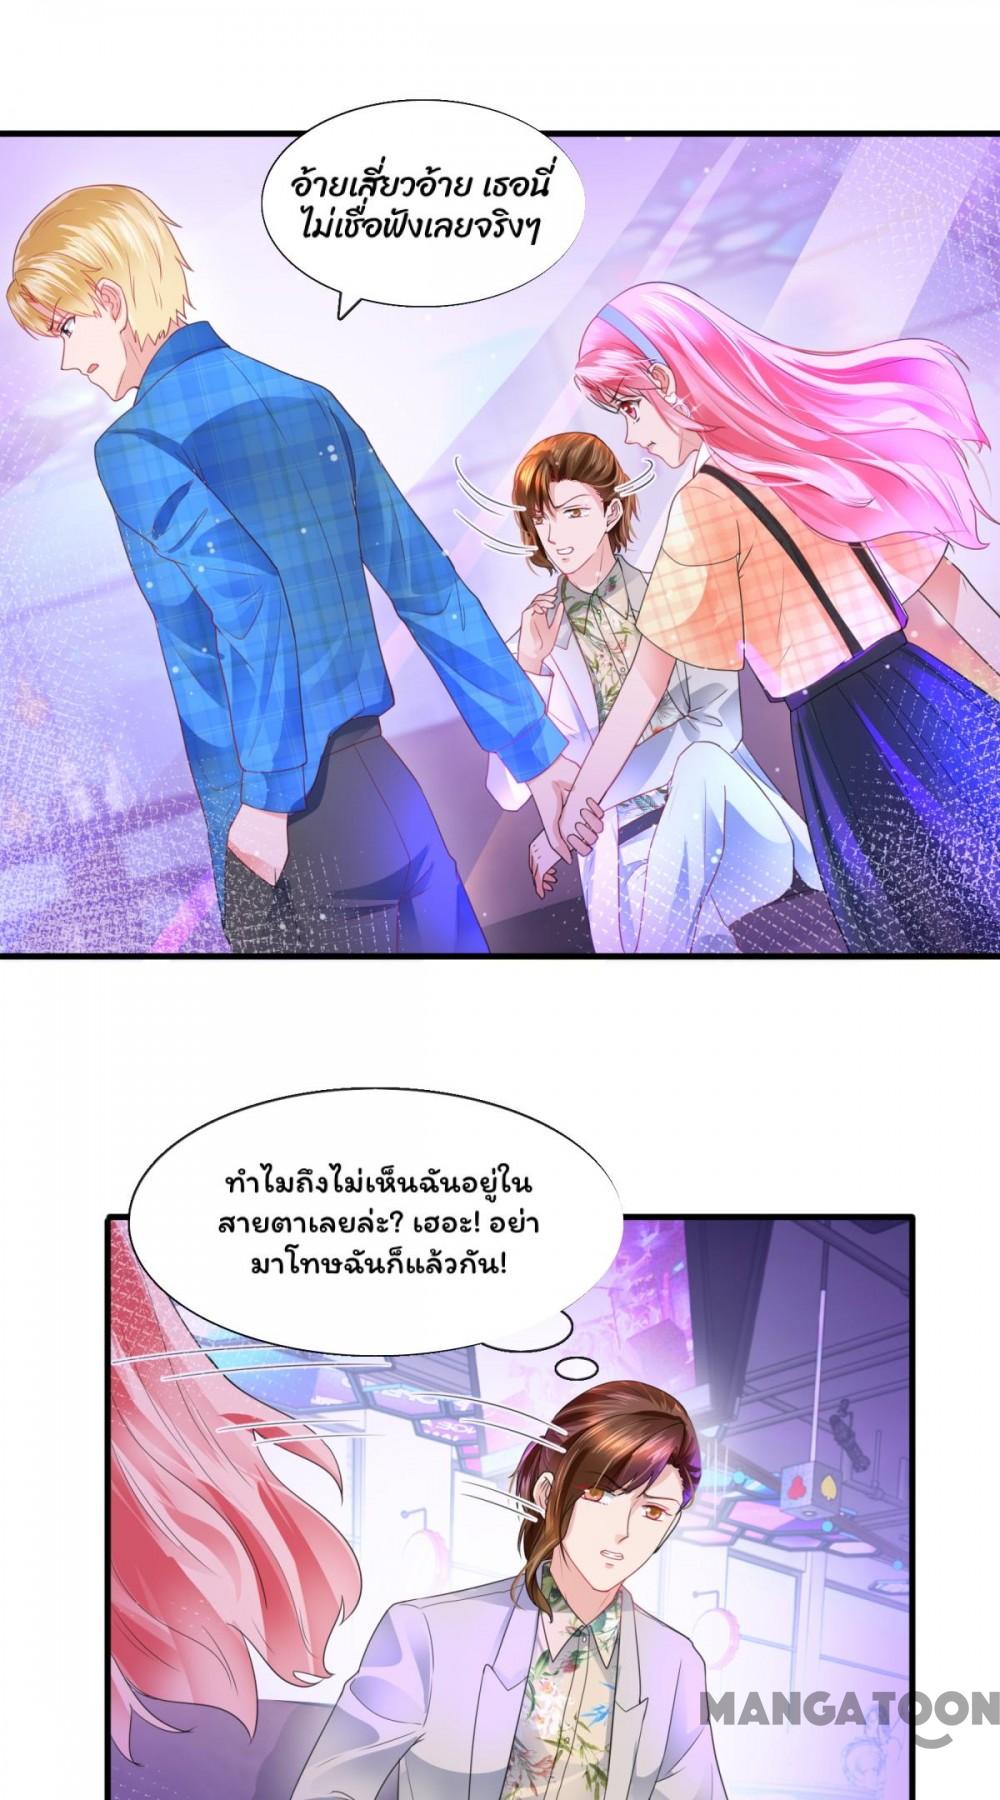 อ้ายเสี่ยวอ้าย เธอนี่
ไม่เชื่อฟังเลยจริงๆ
ทำไมถึงไม่เห็นฉันอยู่ใน
สายตาเลยล่ะ? เฮอะ! อย่า
มาโทษฉันก็แล้วกัน!
MANGATOON